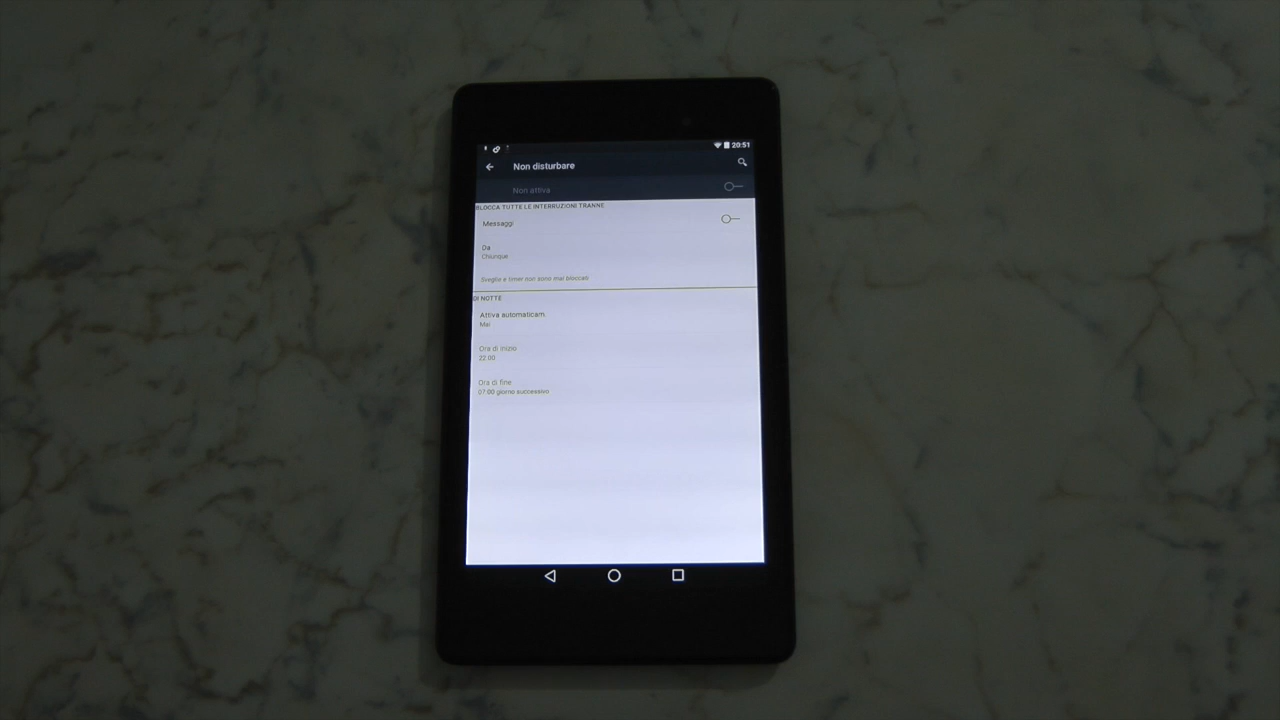 20:51
Non disturbare
Non attiva
BLOCCA TUTTE LE INTERRUZIONI TRANNE
Messaggi
Da
Chiunque
Sveglie e timer non sono mai bloccati
DI NOTTE
Attiva automaticam.
Mai
Ora di inizio
22:00
Ora di fine
07:00 giorno successivo